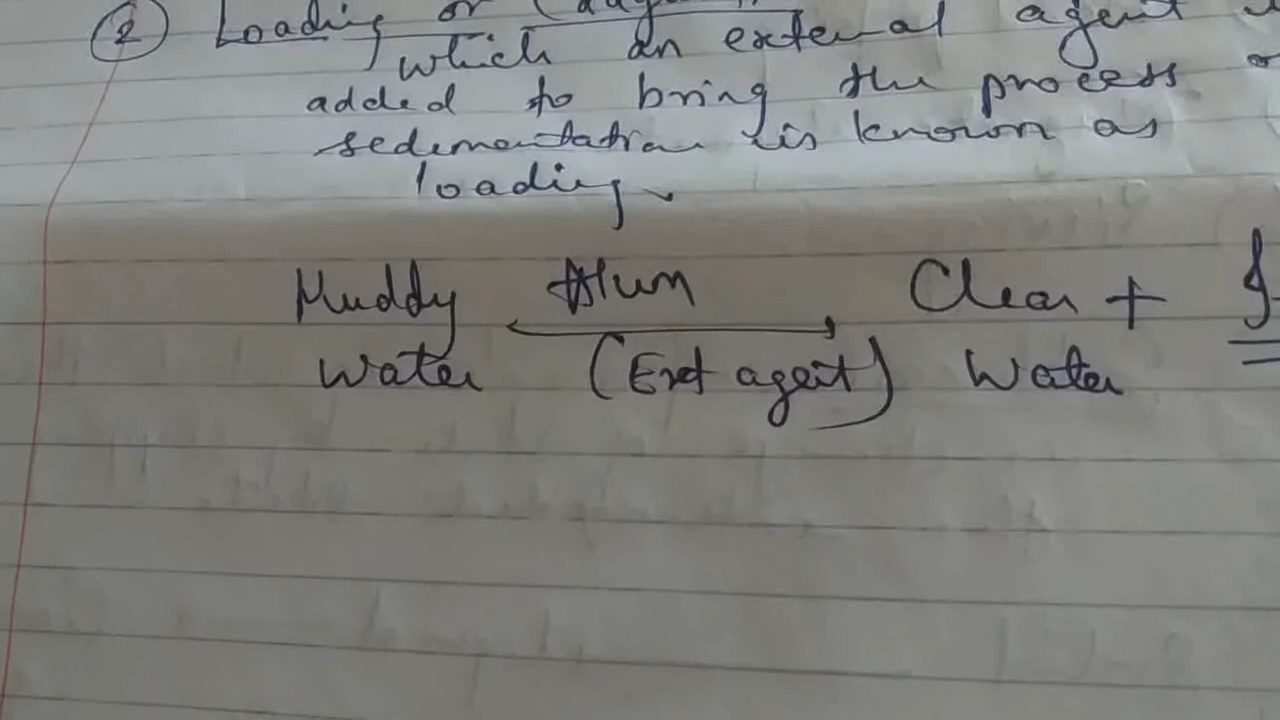 2 Loading or
which an external agent
added to bring the process
sedimentation is known as
loading.
Muddy Alum Clear +
Water (Ext agent) Water